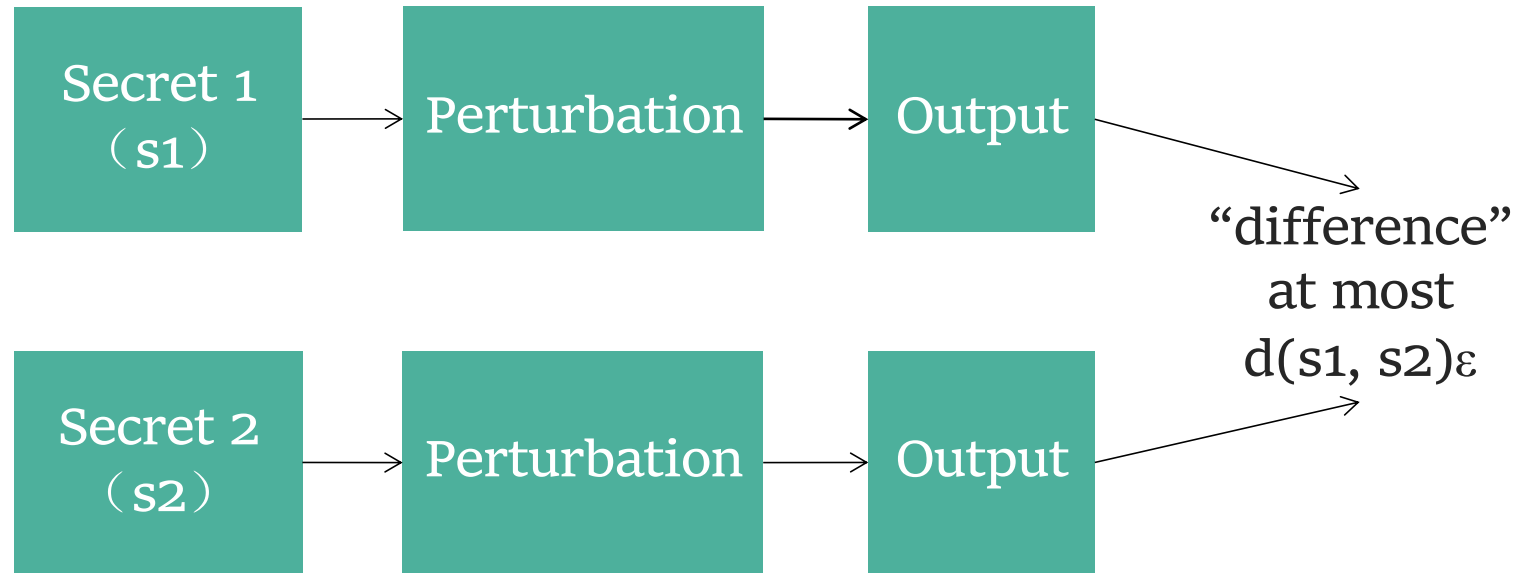 Secret 1
（s1）
Perturbation
Output
“difference”
at most
d(s1, s2)ε
Secret 2
（s2）
Perturbation
Output